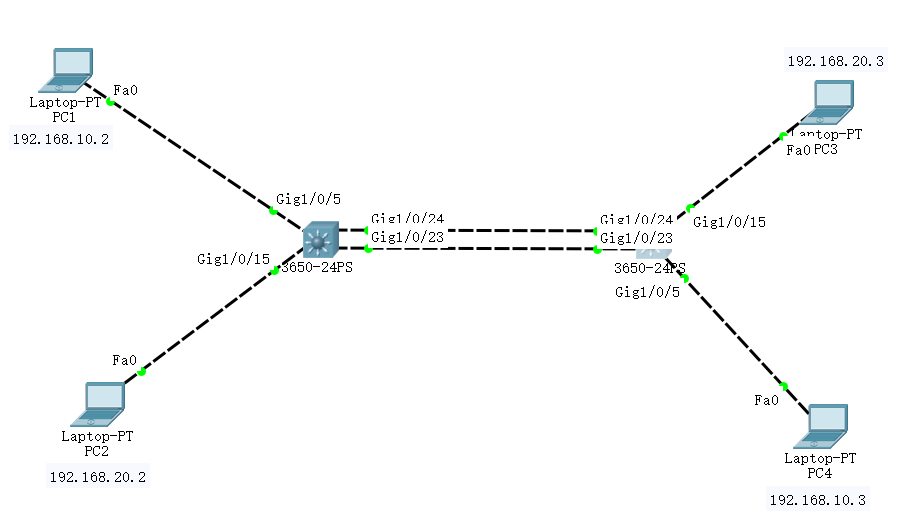 192.168.20.3
Fa0
Laptop-PT
PC1
192.168.10.2
Laptop-PT
Fa0
PC3
Gig1/0/5
Gig1/0/24
Gig1/0/24
Gig1/0/15
Gig1/0/23
Gig1/0/23
Gig1/0/15
3650-24PS
3650-24PS
Gig1/0/5
Fa0
Fa0
Laptop-PT
PC2
192.168.20.2
Laptop-PT
PC4
192.168.10.3